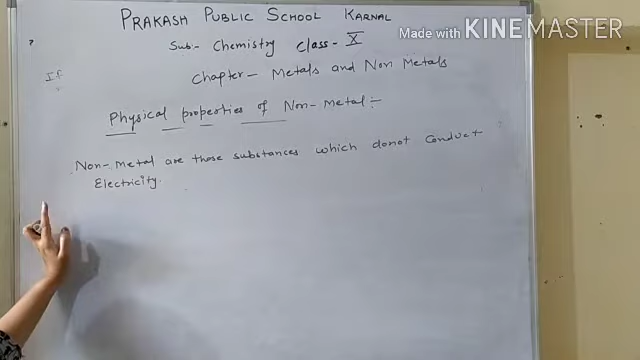 PRAKASH PUBLIC SCHOOL KARNAL
Made with KINEMASTER
Sub:- Chemistry Class - X
If
Chapter - Metals and Non Metals
Physical properties of Non-Metal :-
Non-Metal are those substances which donot Conduct
Electricity.